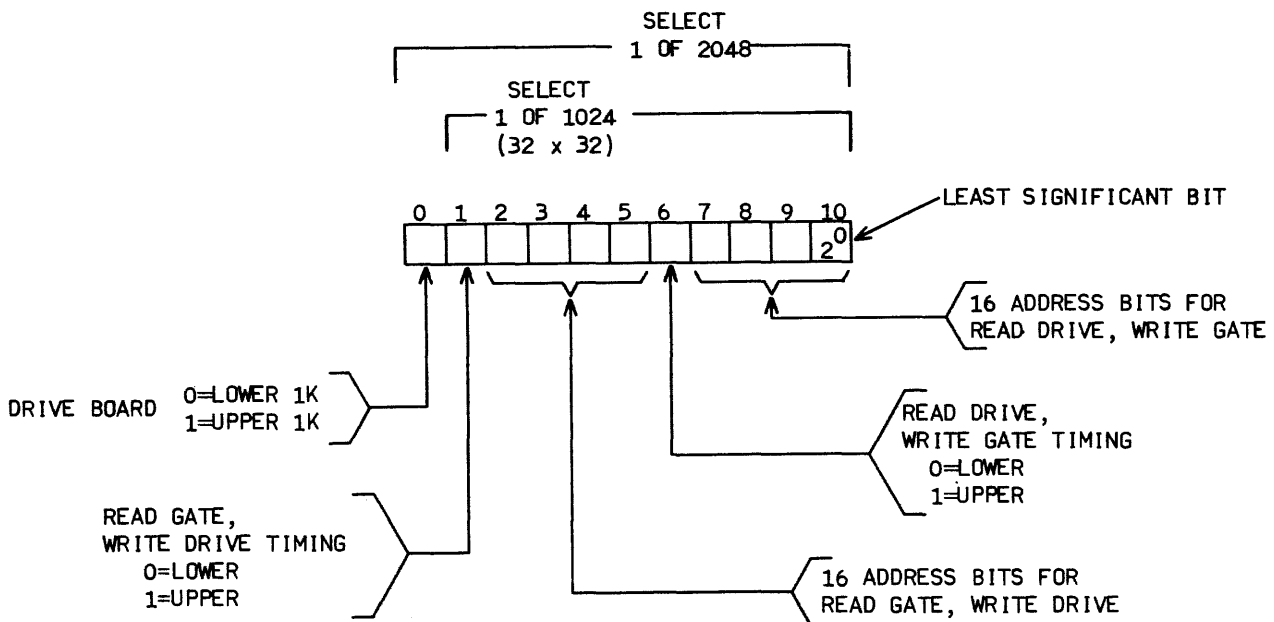 SELECT
1 OF 2048
SELECT
1 OF 1024
(32 x 32)
0 1 2 3 4 5 6 7 8 9 10
2⁰
LEAST SIGNIFICANT BIT
16 ADDRESS BITS FOR
READ DRIVE, WRITE GATE
DRIVE BOARD 0=LOWER 1K
1=UPPER 1K
READ DRIVE,
WRITE GATE TIMING
0=LOWER
1=UPPER
READ GATE,
WRITE DRIVE TIMING
0=LOWER
1=UPPER
16 ADDRESS BITS FOR
READ GATE, WRITE DRIVE